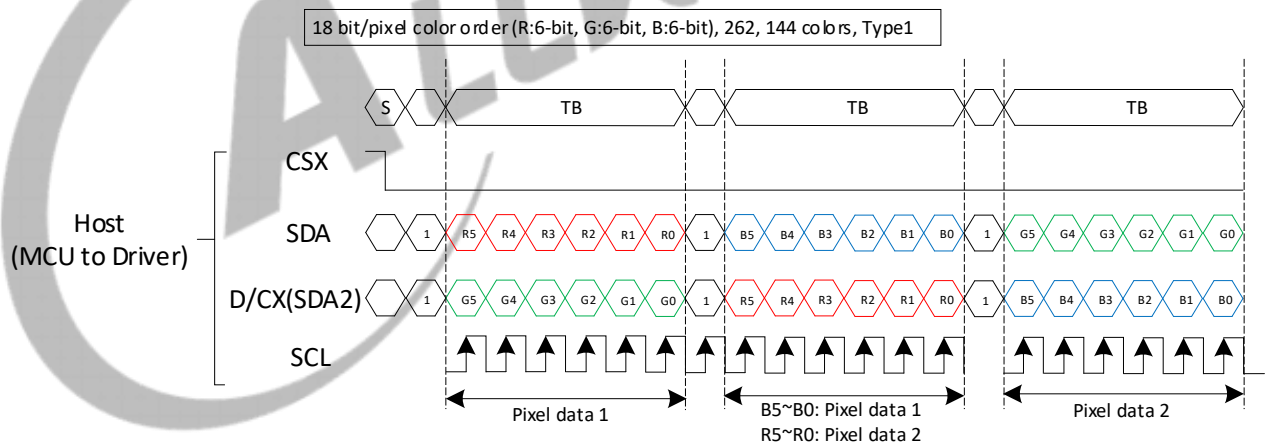 18 bit/pixel color order (R:6-bit, G:6-bit, B:6-bit), 262, 144 colors, Type1
S TB TB TB
CSX
Host
(MCU to Driver)
SDA 1 R5 R4 R3 R2 R1 R0 1 B5 B4 B3 B2 B1 B0 1 G5 G4 G3 G2 G1 G0
D/CX(SDA2) 1 G5 G4 G3 G2 G1 G0 1 R5 R4 R3 R2 R1 R0 1 B5 B4 B3 B2 B1 B0
SCL
Pixel data 1
B5~B0: Pixel data 1
R5~R0: Pixel data 2
Pixel data 2